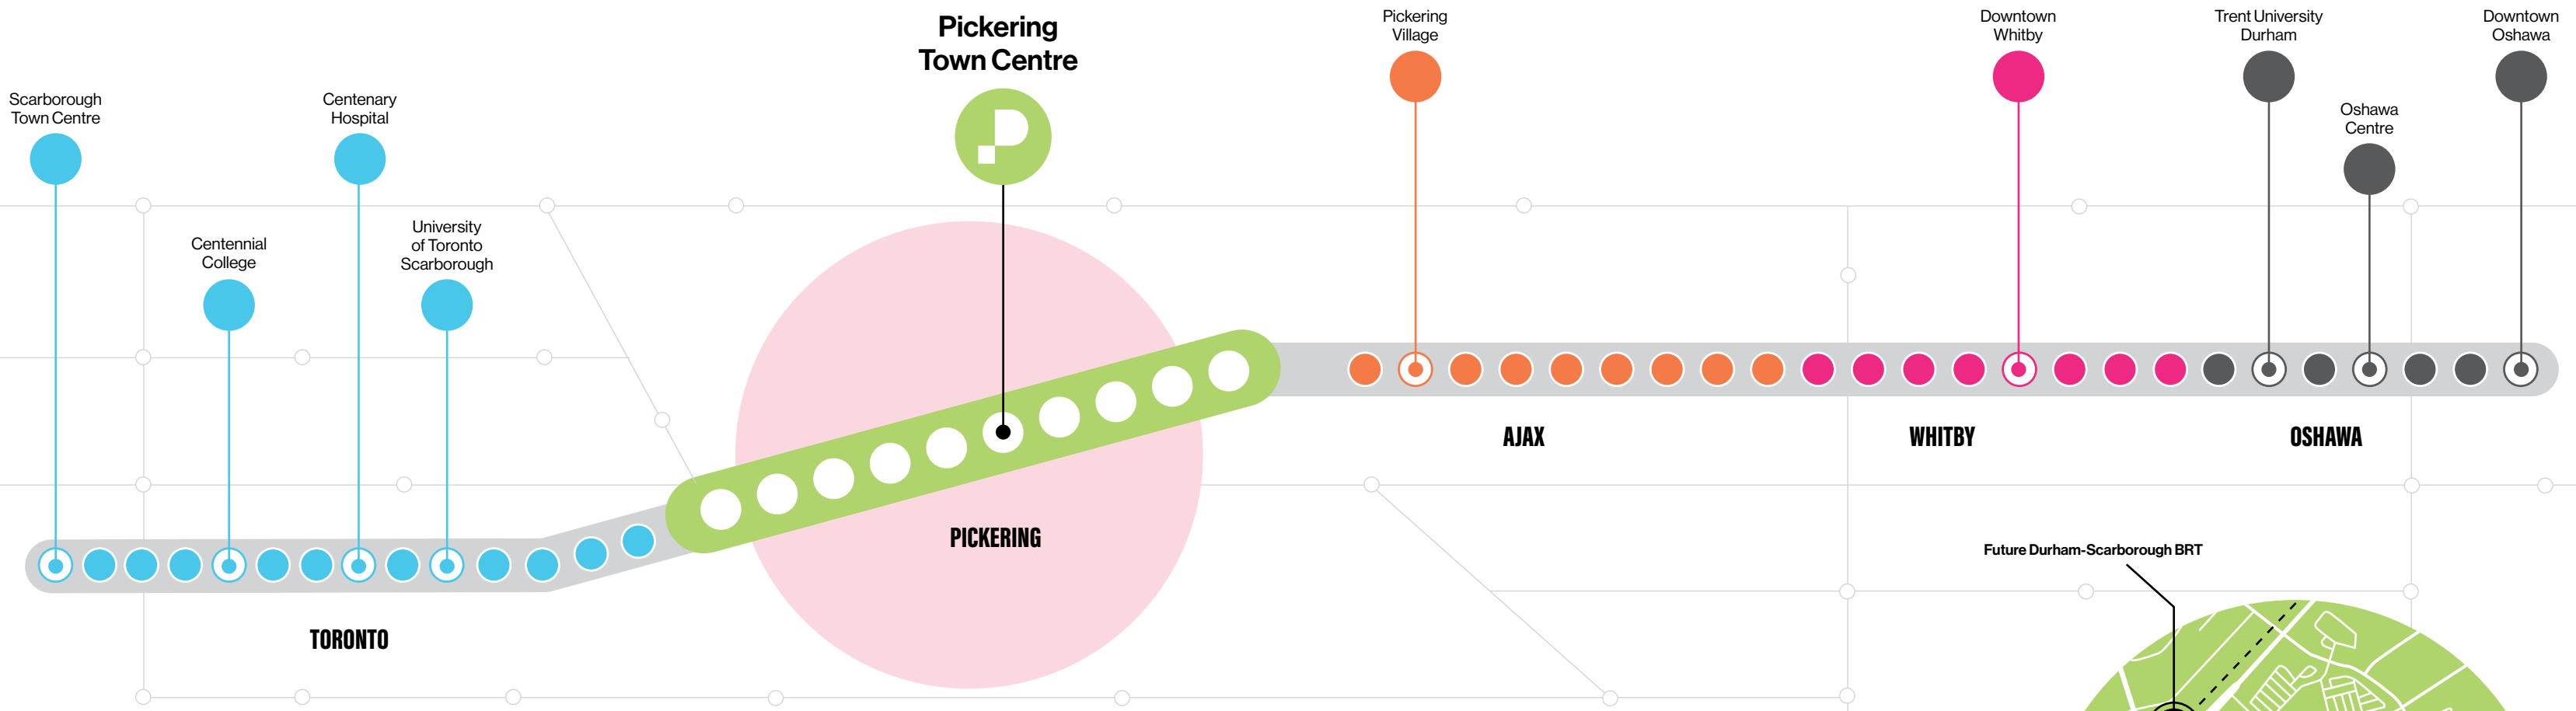 Pickering
Town Centre
Pickering
Village
Downtown
Whitby
Trent University
Durham
Downtown
Oshawa
Scarborough
Town Centre
Centenary
Hospital
Oshawa
Centre
Centennial
College
University
of Toronto
Scarborough
AJAX
WHITBY
OSHAWA
PICKERING
Future Durham-Scarborough BRT
TORONTO